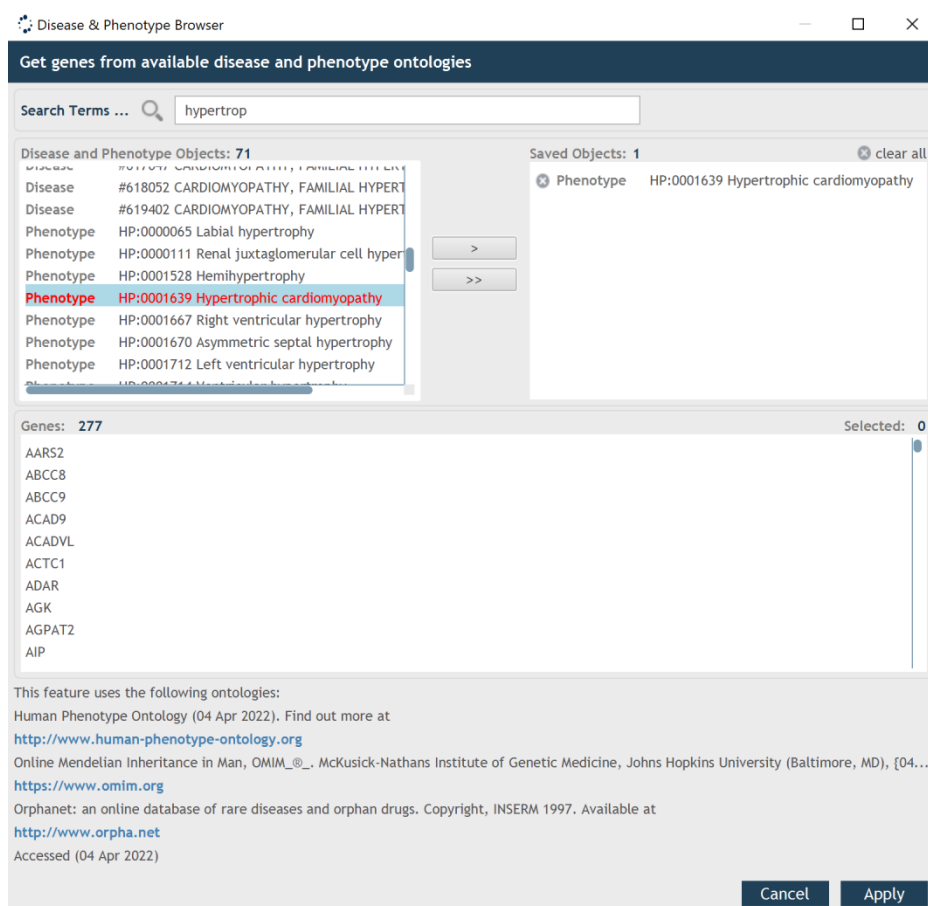 Disease & Phenotype Browser
Get genes from available disease and phenotype ontologies
Search Terms ... hypertrop
Disease and Phenotype Objects: 71
Disease #618052 CARDIOMYOPATHY, FAMILIAL HYPERT
Disease #619402 CARDIOMYOPATHY, FAMILIAL HYPERT
Phenotype HP:0000065 Labial hypertrophy
Phenotype HP:0000111 Renal juxtaglomerular cell hyper
Phenotype HP:0001528 Hemihypertrophy
Phenotype HP:0001639 Hypertrophic cardiomyopathy
Phenotype HP:0001667 Right ventricular hypertrophy
Phenotype HP:0001670 Asymmetric septal hypertrophy
Phenotype HP:0001712 Left ventricular hypertrophy
>
>>
Saved Objects: 1 clear all
Phenotype HP:0001639 Hypertrophic cardiomyopathy
Genes: 277 Selected: 0
AARS2
ABCC8
ABCC9
ACAD9
ACADVL
ACTC1
ADAR
AGK
AGPAT2
AIP
This feature uses the following ontologies:
Human Phenotype Ontology (04 Apr 2022). Find out more at
http://www.human-phenotype-ontology.org
Online Mendelian Inheritance in Man, OMIM_®_. McKusick-Nathans Institute of Genetic Medicine, Johns Hopkins University (Baltimore, MD), {04...
https://www.omim.org
Orphanet: an online database of rare diseases and orphan drugs. Copyright, INSERM 1997. Available at
http://www.orpha.net
Accessed (04 Apr 2022)
Cancel Apply